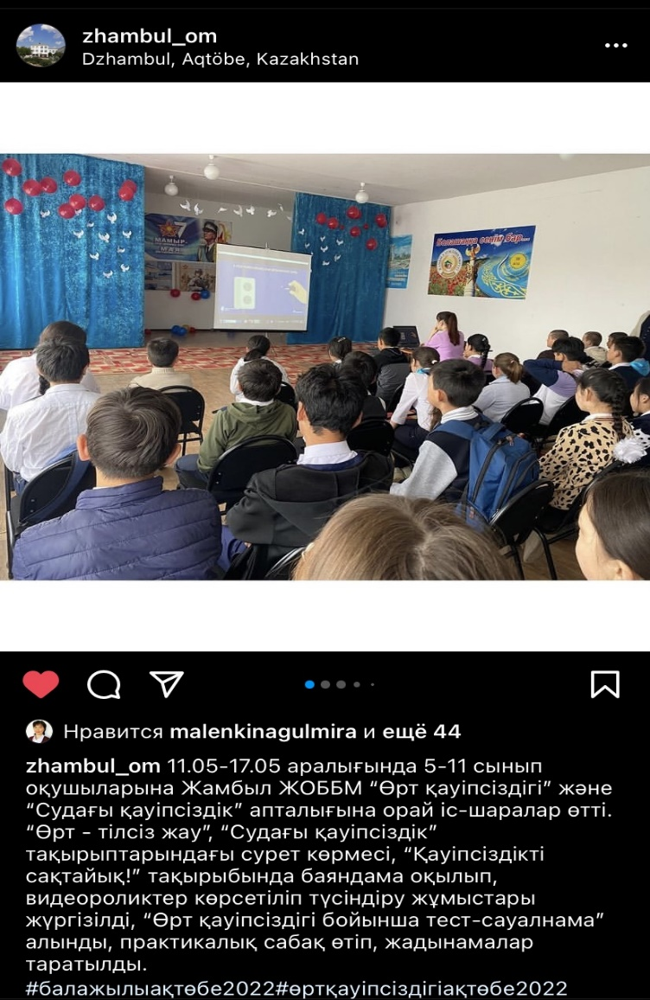 zhambul_om
Dzhambul, Aqtöbe, Kazakhstan
7
МАМЫР-
болашаққа сенім бар...
Нравится malenkinagulmira и ещё 44
zhambul_om 11.05-17.05 аралығында 5-11 сынып
оқушыларына Жамбыл ЖОББМ “Өрт қауіпсіздігі” және
“Судағы қауіпсіздік” апталығына орай іс-шаралар өтті.
“Өрт - тілсіз жау”, “Судағы қауіпсіздік”
тақырыптарындағы сурет көрмесі, “Қауіпсіздікті
сақтайық!” тақырыбында баяндама оқылып,
видеороликтер көрсетіліп түсіндіру жұмыстары
жүргізілді, “Өрт қауіпсіздігі бойынша тест-сауалнама”
алынды, практикалық сабақ өтіп, жадынамалар
таратылды.
#балажылыақтөбе2022#өртқауіпсіздігіақтөбе2022